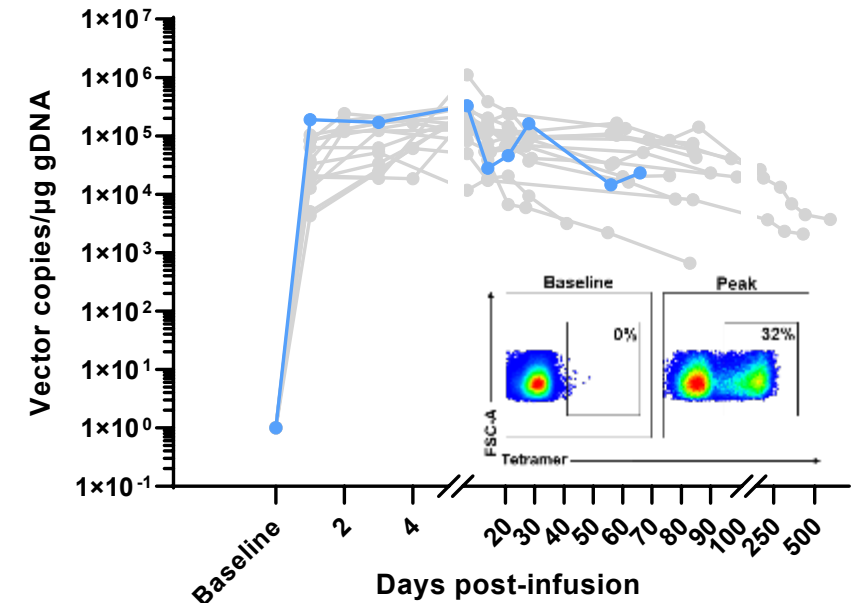 Vector copies/µg gDNA
1×10⁷
1×10⁶
1×10⁵
1×10⁴
1×10³
1×10²
1×10¹
1×10⁰
1×10⁻¹
Baseline
Peak
0%
32%
FSC-A
Tetramer
Baseline 2 4 20 30 40 50 60 70 80 90 100 250 500
Days post-infusion